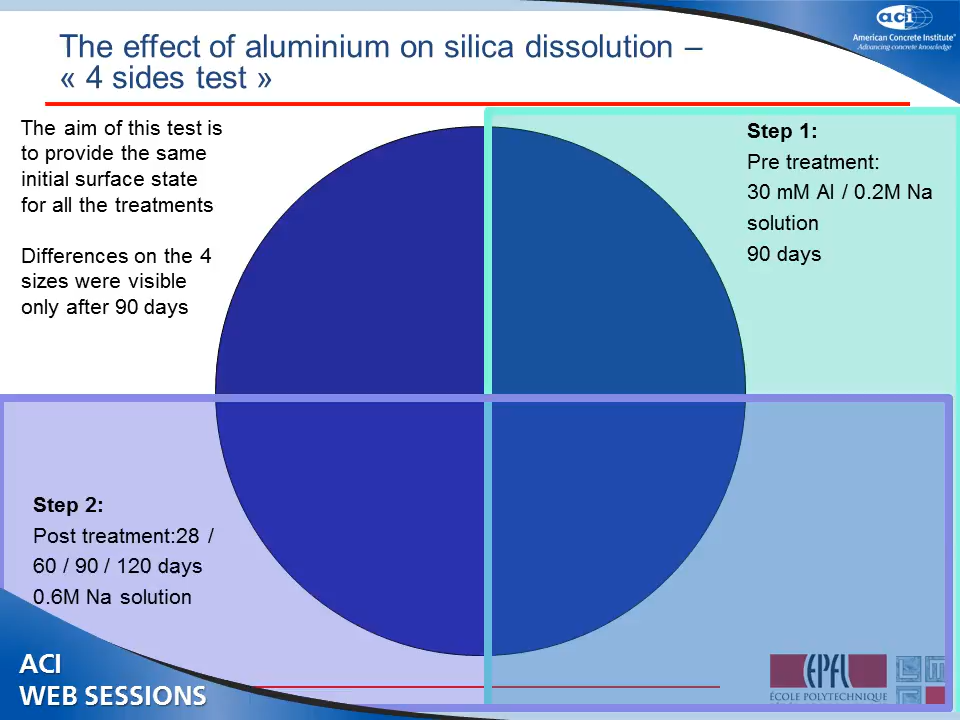 The effect of aluminium on silica dissolution –
« 4 sides test »
aci
American Concrete Institute®
Advancing concrete knowledge
The aim of this test is
to provide the same
initial surface state
for all the treatments
Differences on the 4
sizes were visible
only after 90 days
Step 1:
Pre treatment:
30 mM Al / 0.2M Na
solution
90 days
Step 2:
Post treatment:28 /
60 / 90 / 120 days
0.6M Na solution
ACI
WEB SESSIONS
EPFL
ÉCOLE POLYTECHNIQUE